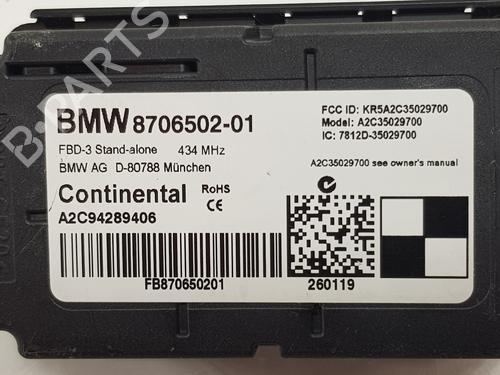 BMW 8706502-01
FBD-3 Stand-alone 434 MHz
BMW AG D-80788 München
Continental RoHS
CE
A2C94289406
FCC ID: KR5A2C35029700
Model: A2C35029700
IC: 7812D-35029700
A2C35029700 see owner's manual
FB870650201
260119
B-PARTS